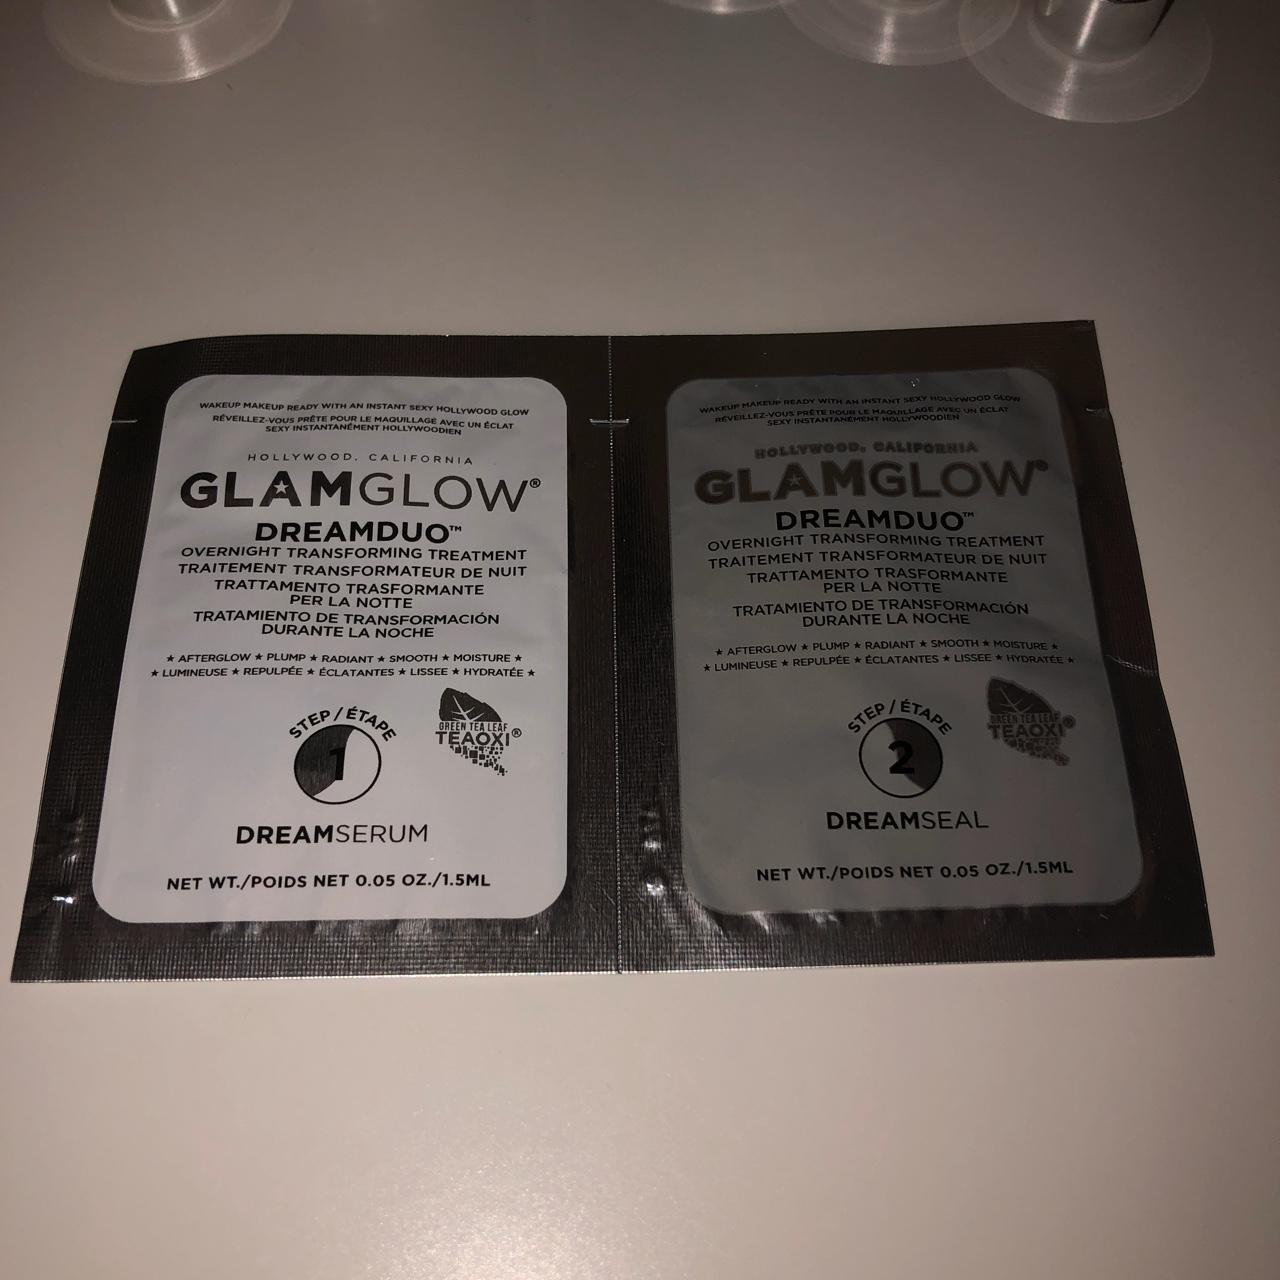 WAKEUP MAKEUP READY WITH AN INSTANT SEXY HOLLYWOOD GLOW
RÉVEILLEZ-VOUS PRÊTE POUR LE MAQUILLAGE AVEC UN ÉCLAT
SEXY INSTANTANÉMENT HOLLYWOODIEN
HOLLYWOOD, CALIFORNIA
GLAMGLOW®
DREAMDUO™
OVERNIGHT TRANSFORMING TREATMENT
TRAITEMENT TRANSFORMATEUR DE NUIT
TRATTAMENTO TRASFORMANTE
PER LA NOTTE
TRATAMIENTO DE TRANSFORMACIÓN
DURANTE LA NOCHE
★ AFTERGLOW ★ PLUMP ★ RADIANT ★ SMOOTH ★ MOISTURE ★
★ LUMINEUSE ★ REPULPÉE ★ ÉCLATANTES ★ LISSEE ★ HYDRATÉE ★
STEP / ÉTAPE
1
GREEN TEA LEAF
TEAOXI®
DREAMSERUM
NET WT./POIDS NET 0.05 OZ./1.5ML
WAKEUP MAKEUP READY WITH AN INSTANT SEXY HOLLYWOOD GLOW
RÉVEILLEZ-VOUS PRÊTE POUR LE MAQUILLAGE AVEC UN ÉCLAT
SEXY INSTANTANÉMENT HOLLYWOODIEN
HOLLYWOOD, CALIFORNIA
GLAMGLOW®
DREAMDUO™
OVERNIGHT TRANSFORMING TREATMENT
TRAITEMENT TRANSFORMATEUR DE NUIT
TRATTAMENTO TRASFORMANTE
PER LA NOTTE
TRATAMIENTO DE TRANSFORMACIÓN
DURANTE LA NOCHE
★ AFTERGLOW ★ PLUMP ★ RADIANT ★ SMOOTH ★ MOISTURE ★
★ LUMINEUSE ★ REPULPÉE ★ ÉCLATANTES ★ LISSEE ★ HYDRATÉE ★
STEP / ÉTAPE
2
GREEN TEA LEAF
TEAOXI®
DREAMSEAL
NET WT./POIDS NET 0.05 OZ./1.5ML